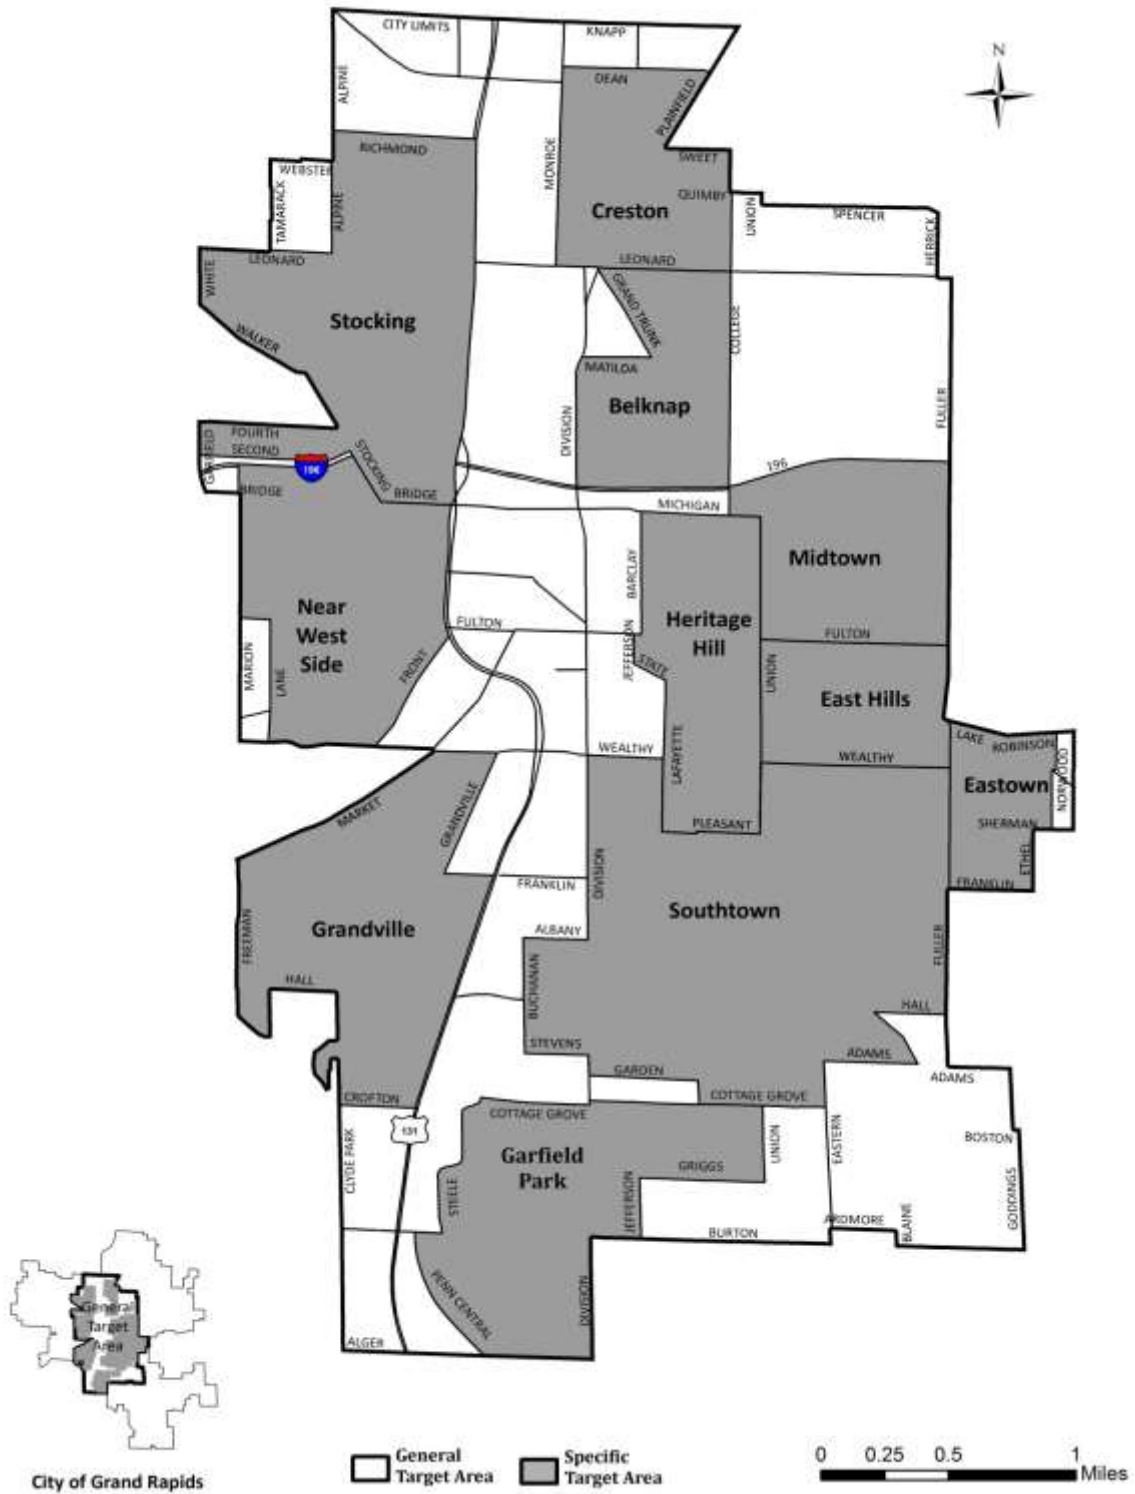 CITY LIMITS
KNAPP
N
ALPINE
DEAN
PLAINFIELD
RICHMOND
MONROE
SWEET
WEBSTER
TAMARACK
ALPINE
QUIMBY
Creston
UNION
SPENCER
HERRICK
LEONARD
LEONARD
WHITE
GRAND TRUNK
Stocking
COLLEGE
WALKER
MATILDA
Belknap
FULLER
DIVISION
FOURTH
GARFIELD
SECOND
STOCKING
196
196
BRIDGE
BRIDGE
MICHIGAN
Midtown
BARCLAY
Near
West
Side
Heritage
Hill
FULTON
FULTON
JEFFERSON
STATE
MARION
LANE
FRONT
UNION
East Hills
LAFAYETTE
WEALTHY
WEALTHY
LAKE
ROBINSON
NORWOOD
Eastown
MARKET
GRANDVILLE
PLEASANT
SHERMAN
ETHEL
FRANKLIN
FRANKLIN
DIVISION
Southtown
Grandville
FREEMAN
ALBANY
FULLER
BUCHANAN
HALL
HALL
STEVENS
ADAMS
GARDEN
ADAMS
CROFTON
COTTAGE GROVE
COTTAGE GROVE
131
CLYDE PARK
UNION
EASTERN
BOSTON
Garfield
Park
GRIGGS
STEELE
JEFFERSON
GODDINGS
ARDMORE
BLAINE
BURTON
PENN CENTRAL
DIVISION
ALGER
General
Target
Area
City of Grand Rapids
General
Target Area
Specific
Target Area
0 0.25 0.5 1
Miles